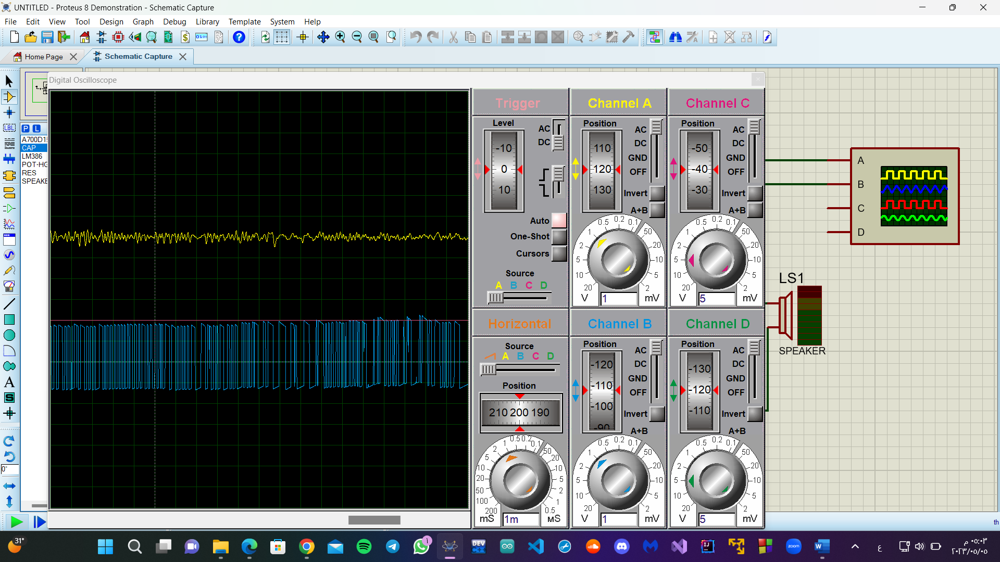 UNTITLED - Proteus 8 Demonstration - Schematic Capture
File Edit View Tool Design Graph Debug Library Template System Help
Home Page
Schematic Capture
Digital Oscilloscope
P L
A700D1
CAP
LM386
POT-HG
RES
SPEAKE
LBL
A
S
0°
Trigger
Level
-10
0
10
AC
DC
Auto
One-Shot
Cursors
Source
A B C D
Channel A
Position
110
120
130
AC
DC
GND
OFF
Invert
A+B
0.5 0.2 0.1
1 50
2 20
5 10
10 5
20 2
V 1 mV
Channel C
Position
-50
-40
-30
AC
DC
GND
OFF
Invert
A+B
0.5 0.2 0.1
1 50
2 20
5 10
10 5
20 2
V 5 mV
Horizontal
Source
A B C D
Position
210 200 190
0.5 0.2
1 0.1
2 50
5 20
10 10
20 5
50 2
100 1
200 0.5
mS 1m µS
Channel B
Position
-120
-110
-100
-90
AC
DC
GND
OFF
Invert
A+B
0.5 0.2 0.1
1 50
2 20
5 10
10 5
20 2
V 1 mV
Channel D
Position
-130
-120
-110
AC
DC
GND
OFF
Invert
A+B
0.5 0.2 0.1
1 50
2 20
5 10
10 5
20 2
V 5 mV
A
B
C
D
LS1
SPEAKER
th
31°
1
DEV
C++
IJ
zoom
W
ع
٠٥:٠٣ م
٢٠٢٣/٠٥/٠٥